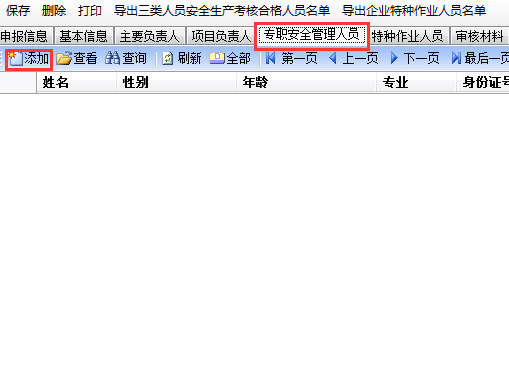 保存 删除 打印 导出三类人员安全生产考核合格人员名单 导出企业特种作业人员名单
申报信息 基本信息 主要负责人 项目负责人 专职安全管理人员 特种作业人员 审核材料
添加 查看 查询 刷新 全部 第一页 上一页 下一页 最后一页
姓名 性别 年龄 专业 身份证号